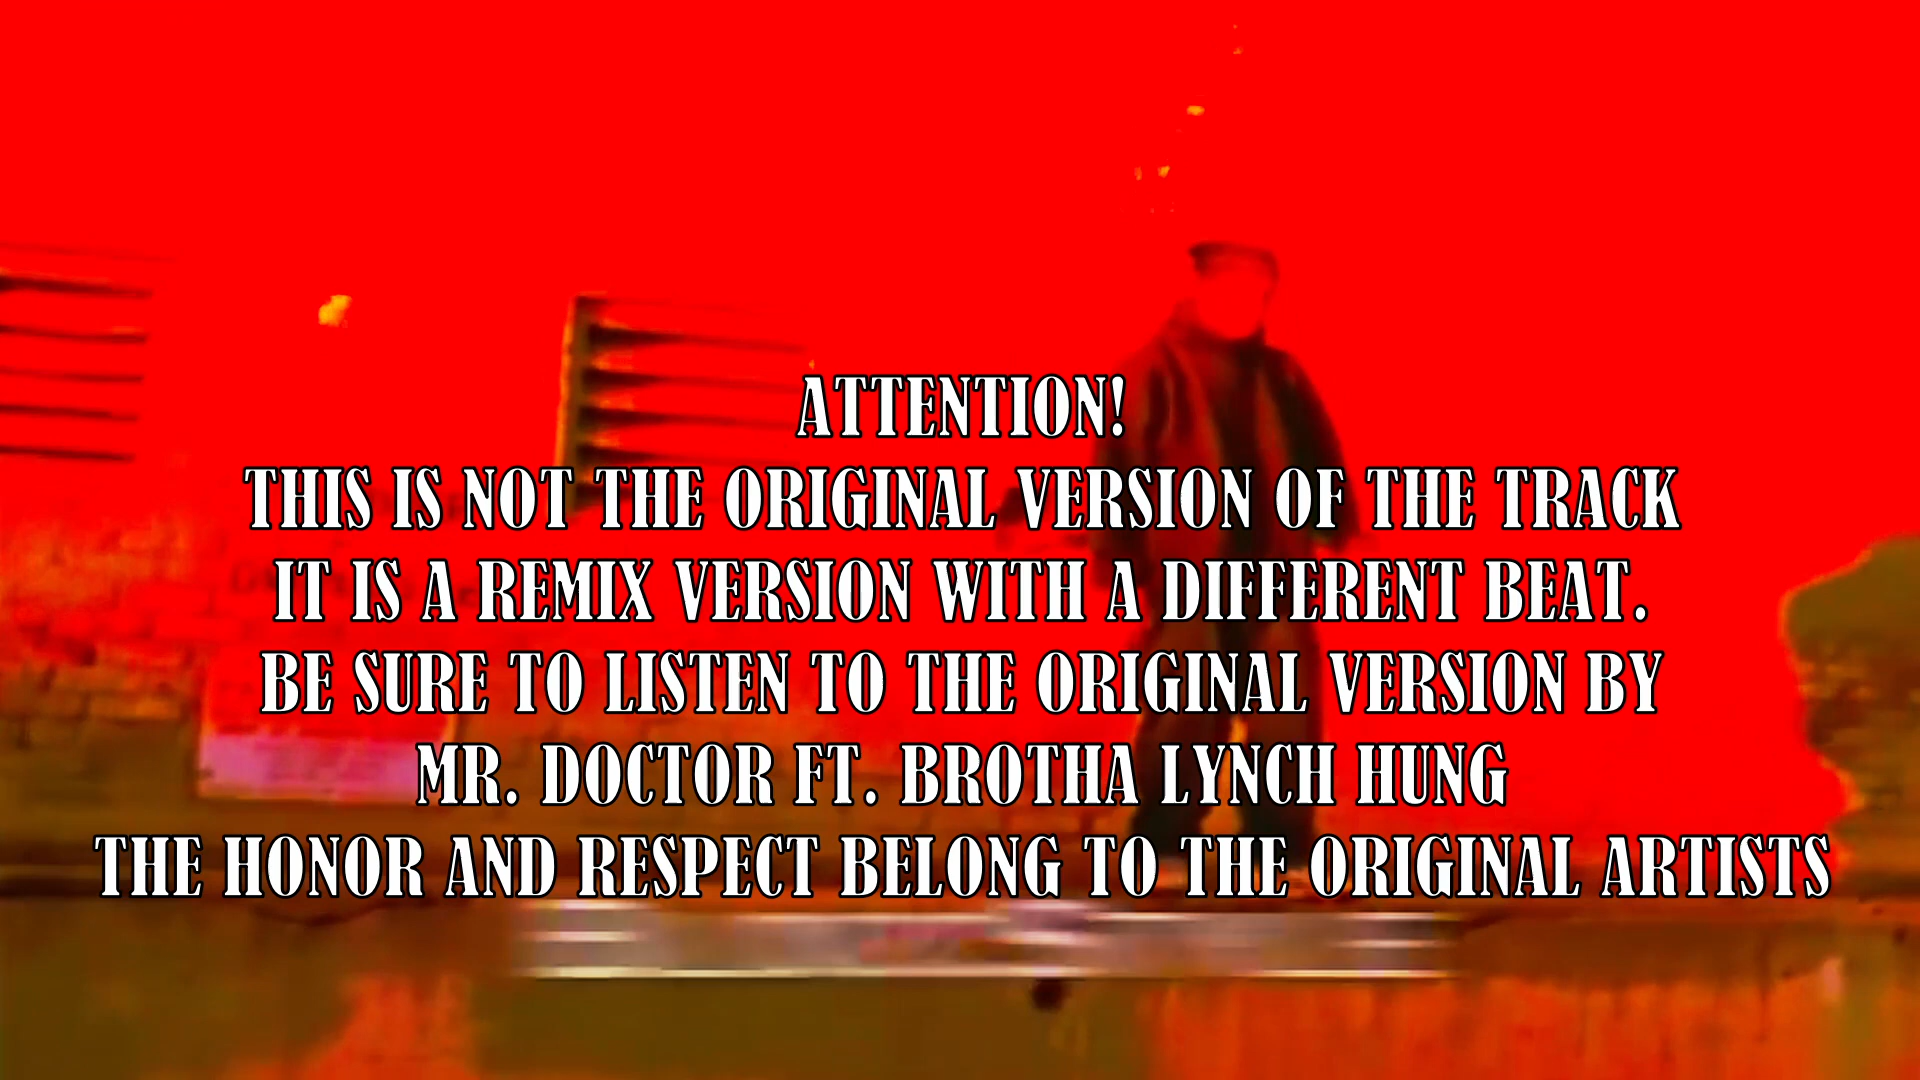 ATTENTION!
THIS IS NOT THE ORIGINAL VERSION OF THE TRACK
IT IS A REMIX VERSION WITH A DIFFERENT BEAT.
BE SURE TO LISTEN TO THE ORIGINAL VERSION BY
MR. DOCTOR FT. BROTHA LYNCH HUNG
THE HONOR AND RESPECT BELONG TO THE ORIGINAL ARTISTS